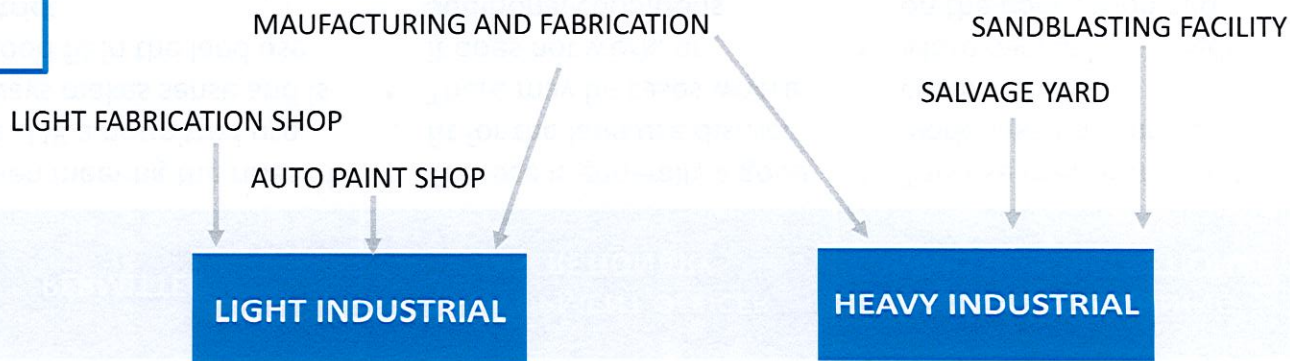 MAUFACTURING AND FABRICATION
SANDBLASTING FACILITY
SALVAGE YARD
LIGHT FABRICATION SHOP
AUTO PAINT SHOP
LIGHT INDUSTRIAL
HEAVY INDUSTRIAL